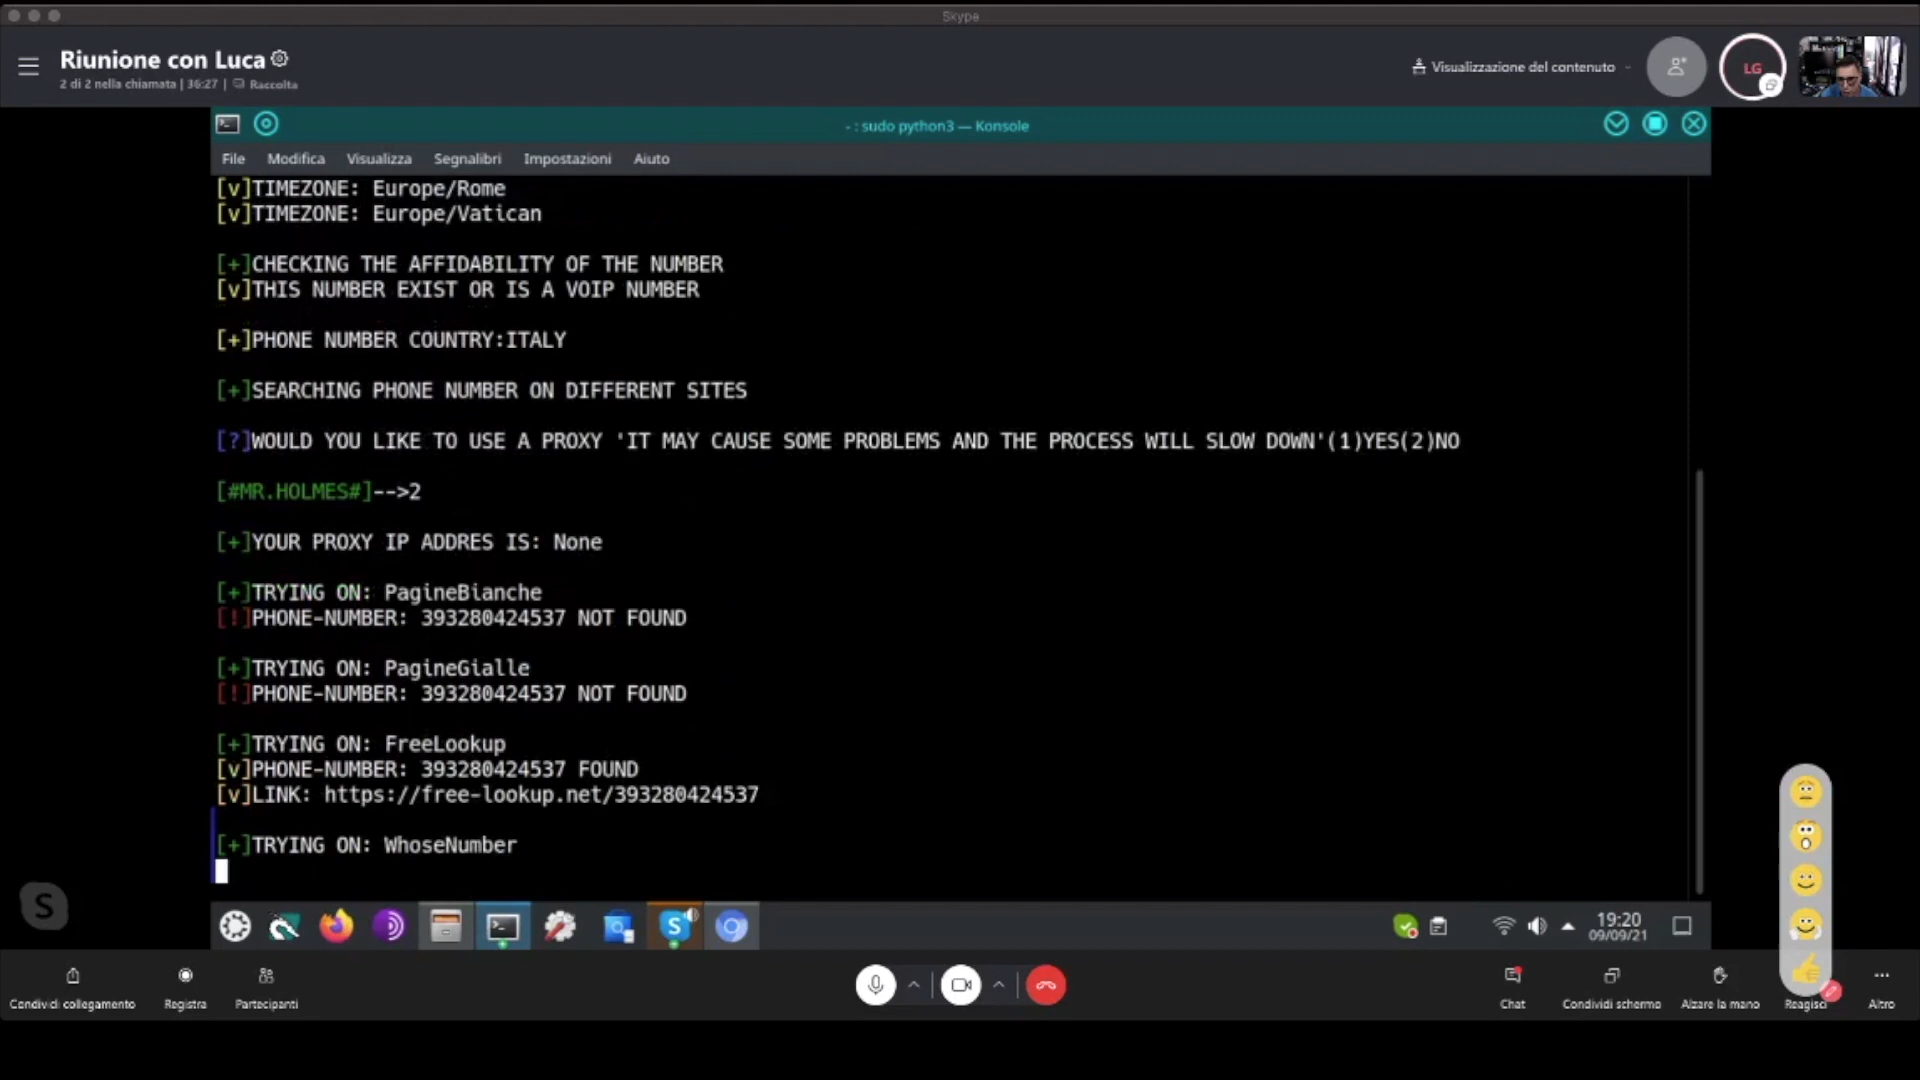 Skype
Riunione con Luca
2 di 2 nella chiamata | 36:27 | Raccolta
Visualizzazione del contenuto
LG
- : sudo python3 — Konsole
File Modifica Visualizza Segnalibri Impostazioni Aiuto
[v]TIMEZONE: Europe/Rome
[v]TIMEZONE: Europe/Vatican
[+]CHECKING THE AFFIDABILITY OF THE NUMBER
[v]THIS NUMBER EXIST OR IS A VOIP NUMBER
[+]PHONE NUMBER COUNTRY:ITALY
[+]SEARCHING PHONE NUMBER ON DIFFERENT SITES
[?]WOULD YOU LIKE TO USE A PROXY 'IT MAY CAUSE SOME PROBLEMS AND THE PROCESS WILL SLOW DOWN'(1)YES(2)NO
[#MR.HOLMES#]-->2
[+]YOUR PROXY IP ADDRES IS: None
[+]TRYING ON: PagineBianche
[!]PHONE-NUMBER: 393280424537 NOT FOUND
[+]TRYING ON: PagineGialle
[!]PHONE-NUMBER: 393280424537 NOT FOUND
[+]TRYING ON: FreeLookup
[v]PHONE-NUMBER: 393280424537 FOUND
[v]LINK: https://free-lookup.net/393280424537
[+]TRYING ON: WhoseNumber
S
S
19:20
09/09/21
Condividi collegamento
Registra
Partecipanti
Chat
Condividi schermo
Alzare la mano
Reagisci
Altro